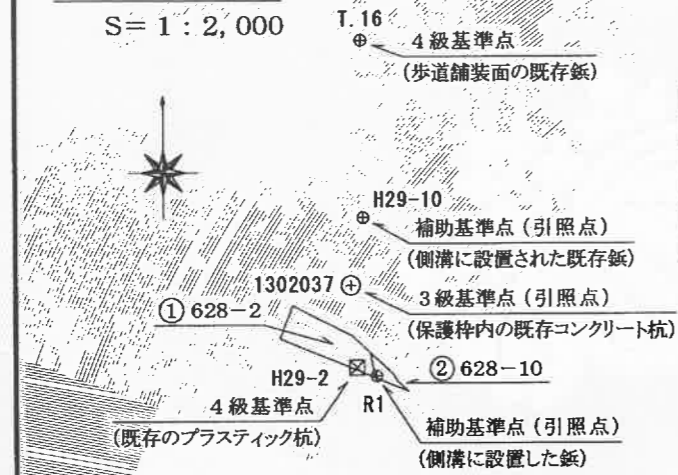 S=1:2,000
T.16
4級基準点
(歩道舗装面の既存鋲)
H29-10
補助基準点(引照点)
(側溝に設置された既存鋲)
1302037
3級基準点(引照点)
(保護枠内の既存コンクリート杭)
① 628-2
② 628-10
H29-2
R1
4級基準点
(既存のプラスティック杭)
補助基準点(引照点)
(側溝に設置した鋲)